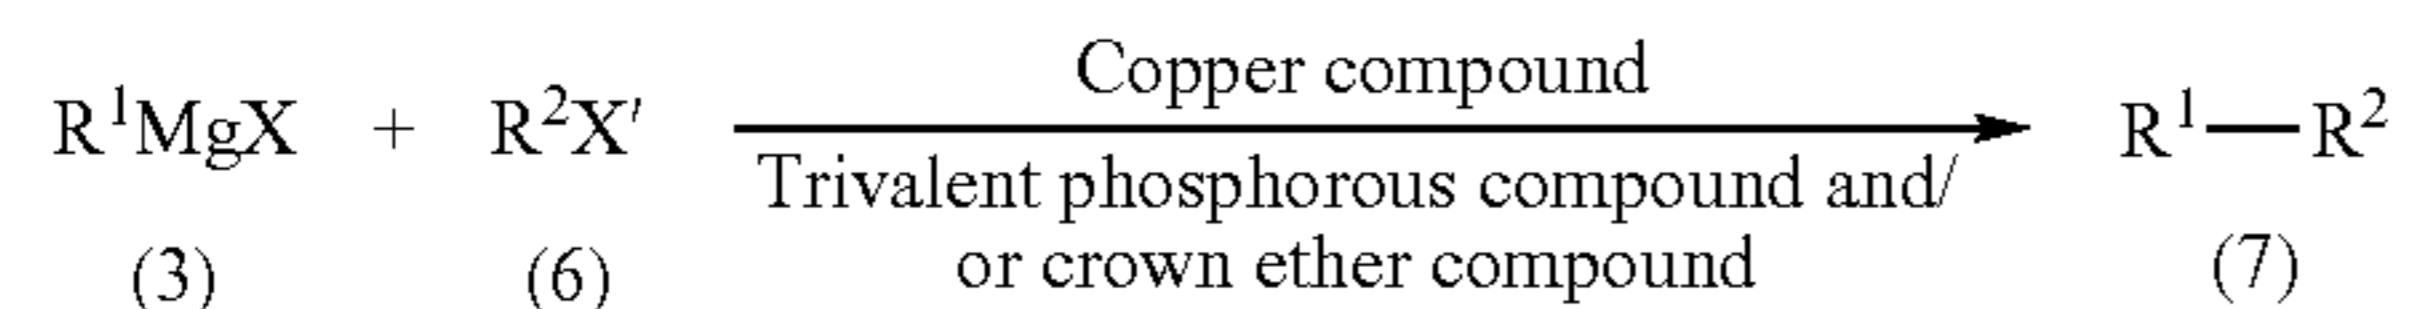 Copper compound
R¹MgX + R²X' R¹—R²
Trivalent phosphorous compound and/
or crown ether compound
(3) (6) (7)